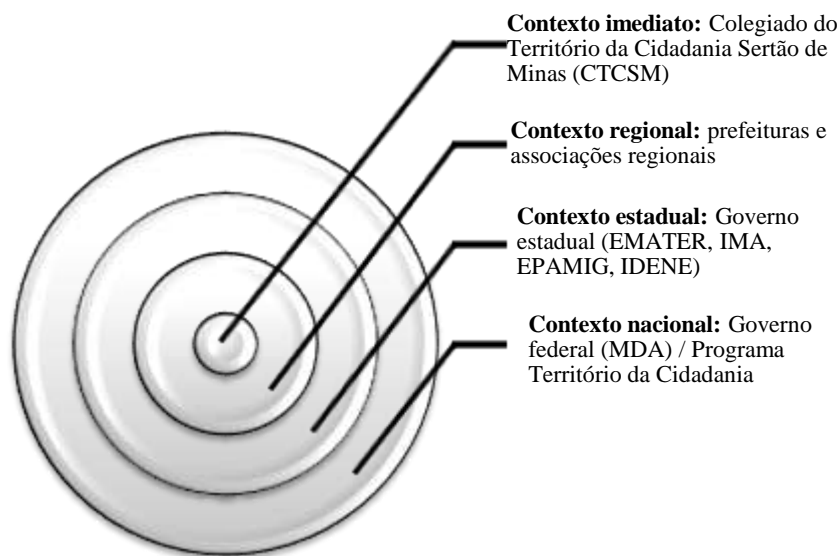 Contexto imediato: Colegiado do
Território da Cidadania Sertão de
Minas (CTCSM)
Contexto regional: prefeituras e
associações regionais
Contexto estadual: Governo
estadual (EMATER, IMA,
EPAMIG, IDENE)
Contexto nacional: Governo
federal (MDA) / Programa
Território da Cidadania